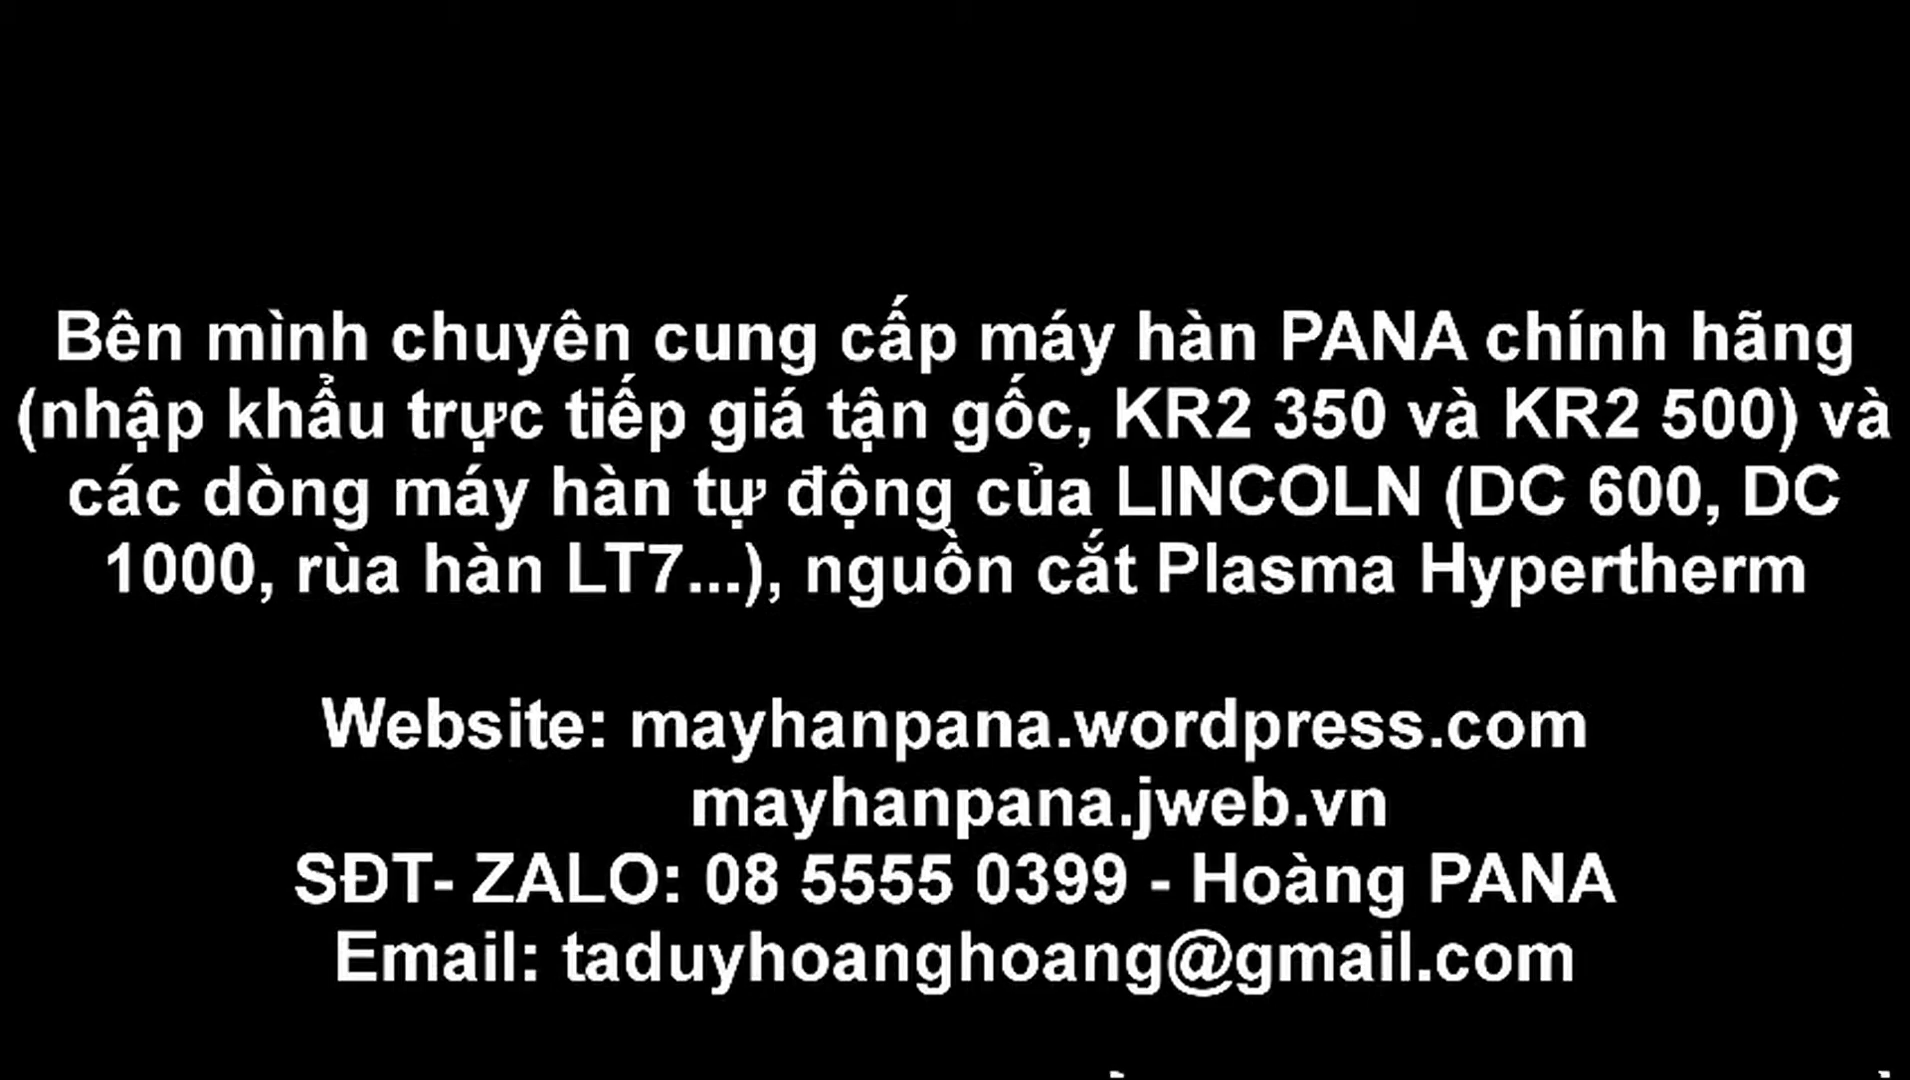 Bên mình chuyên cung cấp máy hàn PANA chính hãng
(nhập khẩu trực tiếp giá tận gốc, KR2 350 và KR2 500) và
các dòng máy hàn tự động của LINCOLN (DC 600, DC
1000, rùa hàn LT7...), nguồn cắt Plasma Hypertherm
Website: mayhanpana.wordpress.com
mayhanpana.jweb.vn
SĐT- ZALO: 08 5555 0399 - Hoàng PANA
Email: taduyhoanghoang@gmail.com